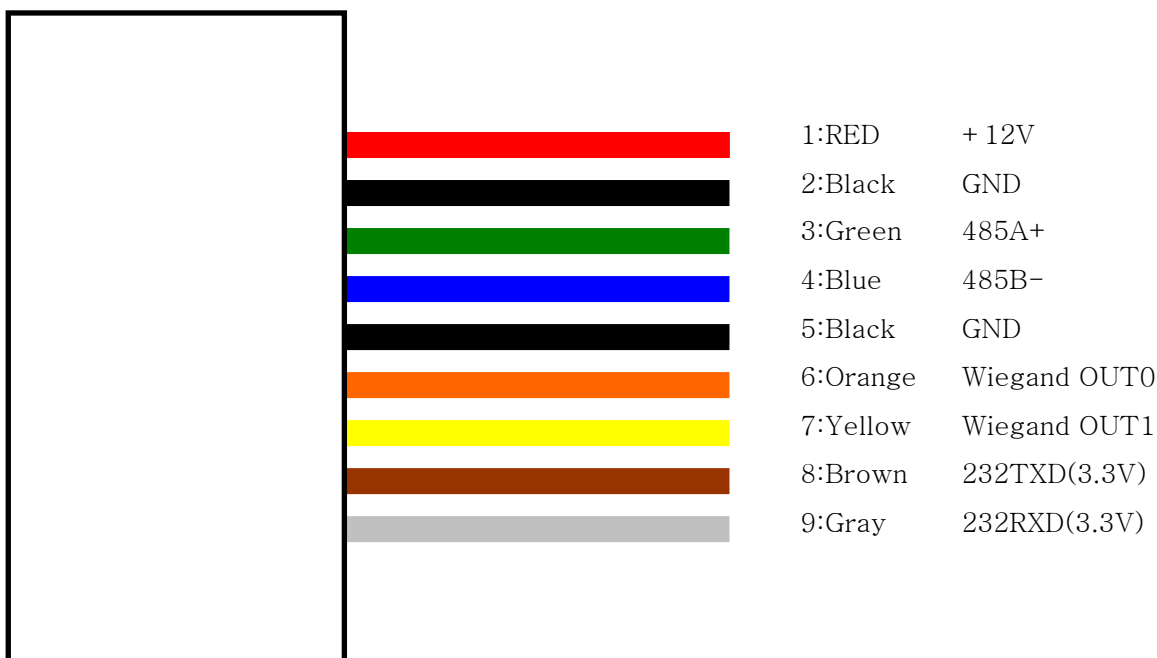 1:RED +12V
2:Black GND
3:Green 485A+
4:Blue 485B-
5:Black GND
6:Orange Wiegand OUT0
7:Yellow Wiegand OUT1
8:Brown 232TXD(3.3V)
9:Gray 232RXD(3.3V)